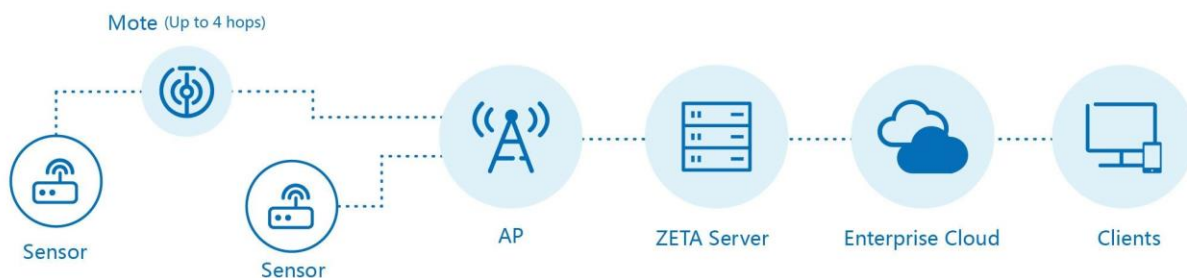 Mote (Up to 4 hops)
Sensor
Sensor
AP
ZETA Server
Enterprise Cloud
Clients